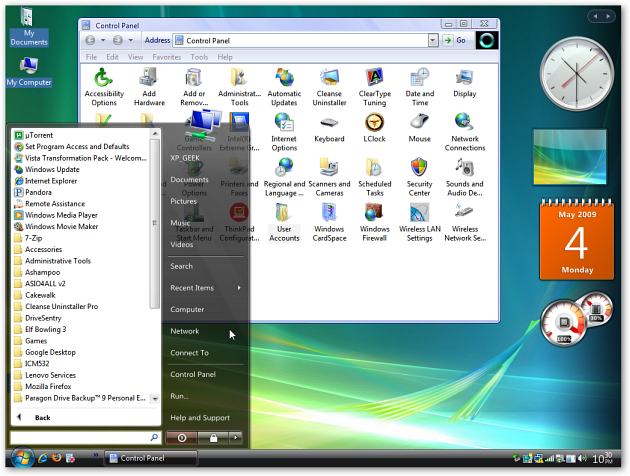 My
Documents
My Computer
Control Panel
Address
Control Panel
Go
File Edit View Favorites Tools Help
Accessibility
Options
Add
Hardware
Add or
Remov...
Administrat...
Tools
Automatic
Updates
Cleanse
Uninstaller
ClearType
Tuning
Date and
Time
Display
Game
Controllers
Intel(R)
Extreme Gr...
Internet
Options
Keyboard
LClock
Mouse
Network
Connections
Power
Options
Printers and
Faxes
Regional and
Language ...
Scanners and
Cameras
Scheduled
Tasks
Security
Center
Sounds and
Audio De...
Taskbar and
Start Menu
ThinkPad
Configurat...
User
Accounts
Windows
CardSpace
Windows
Firewall
Wireless LAN
Settings
Wireless
Network Se...
µTorrent
Set Program Access and Defaults
Vista Transformation Pack - Welcom...
Windows Update
Internet Explorer
Pandora
Remote Assistance
Windows Media Player
Windows Movie Maker
7-Zip
Accessories
Administrative Tools
Ashampoo
ASIO4ALL v2
Cakewalk
Cleanse Uninstaller Pro
DriveSentry
Elf Bowling 3
Games
Google Desktop
ICM532
Lenovo Services
Mozilla Firefox
Paragon Drive Backup™ 9 Personal E...
Back
XP_GEEK
Documents
Pictures
Music
Videos
Search
Recent Items
Computer
Network
Connect To
Control Panel
Run...
Help and Support
May 2009
4
Monday
100%
30%
Control Panel
10:30
PM